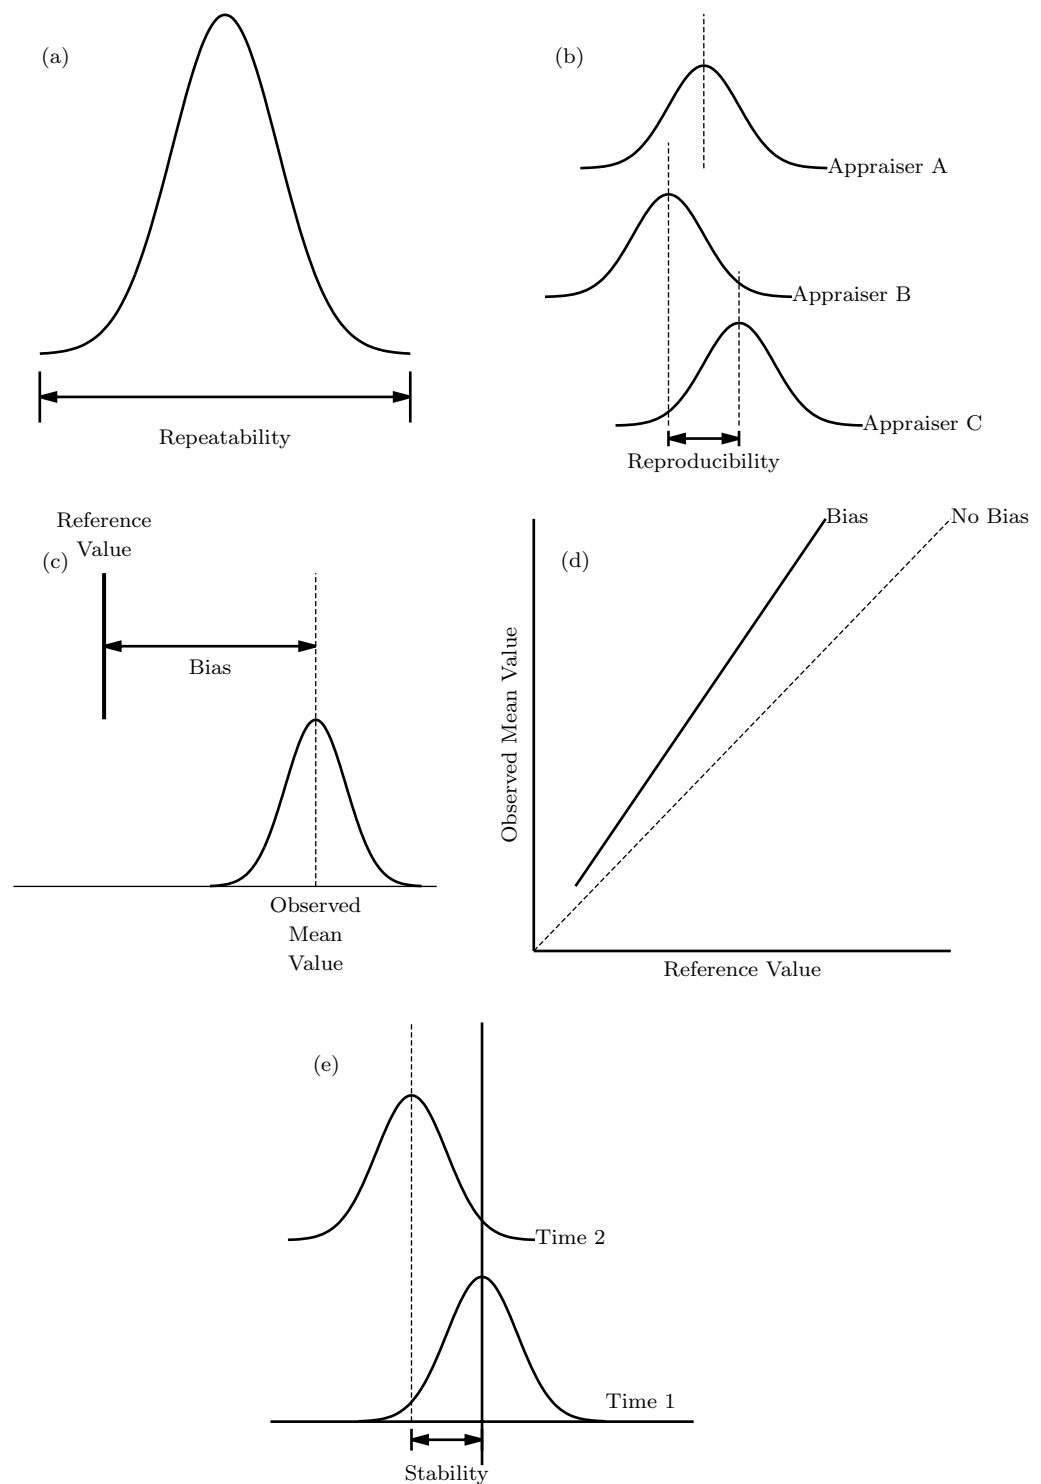 (a)
Repeatability
(b)
Appraiser A
Appraiser B
Appraiser C
Reproducibility
Reference
Value
(c)
Bias
Observed
Mean
Value
(d)
Bias
No Bias
Observed Mean Value
Reference Value
(e)
Time 2
Time 1
Stability